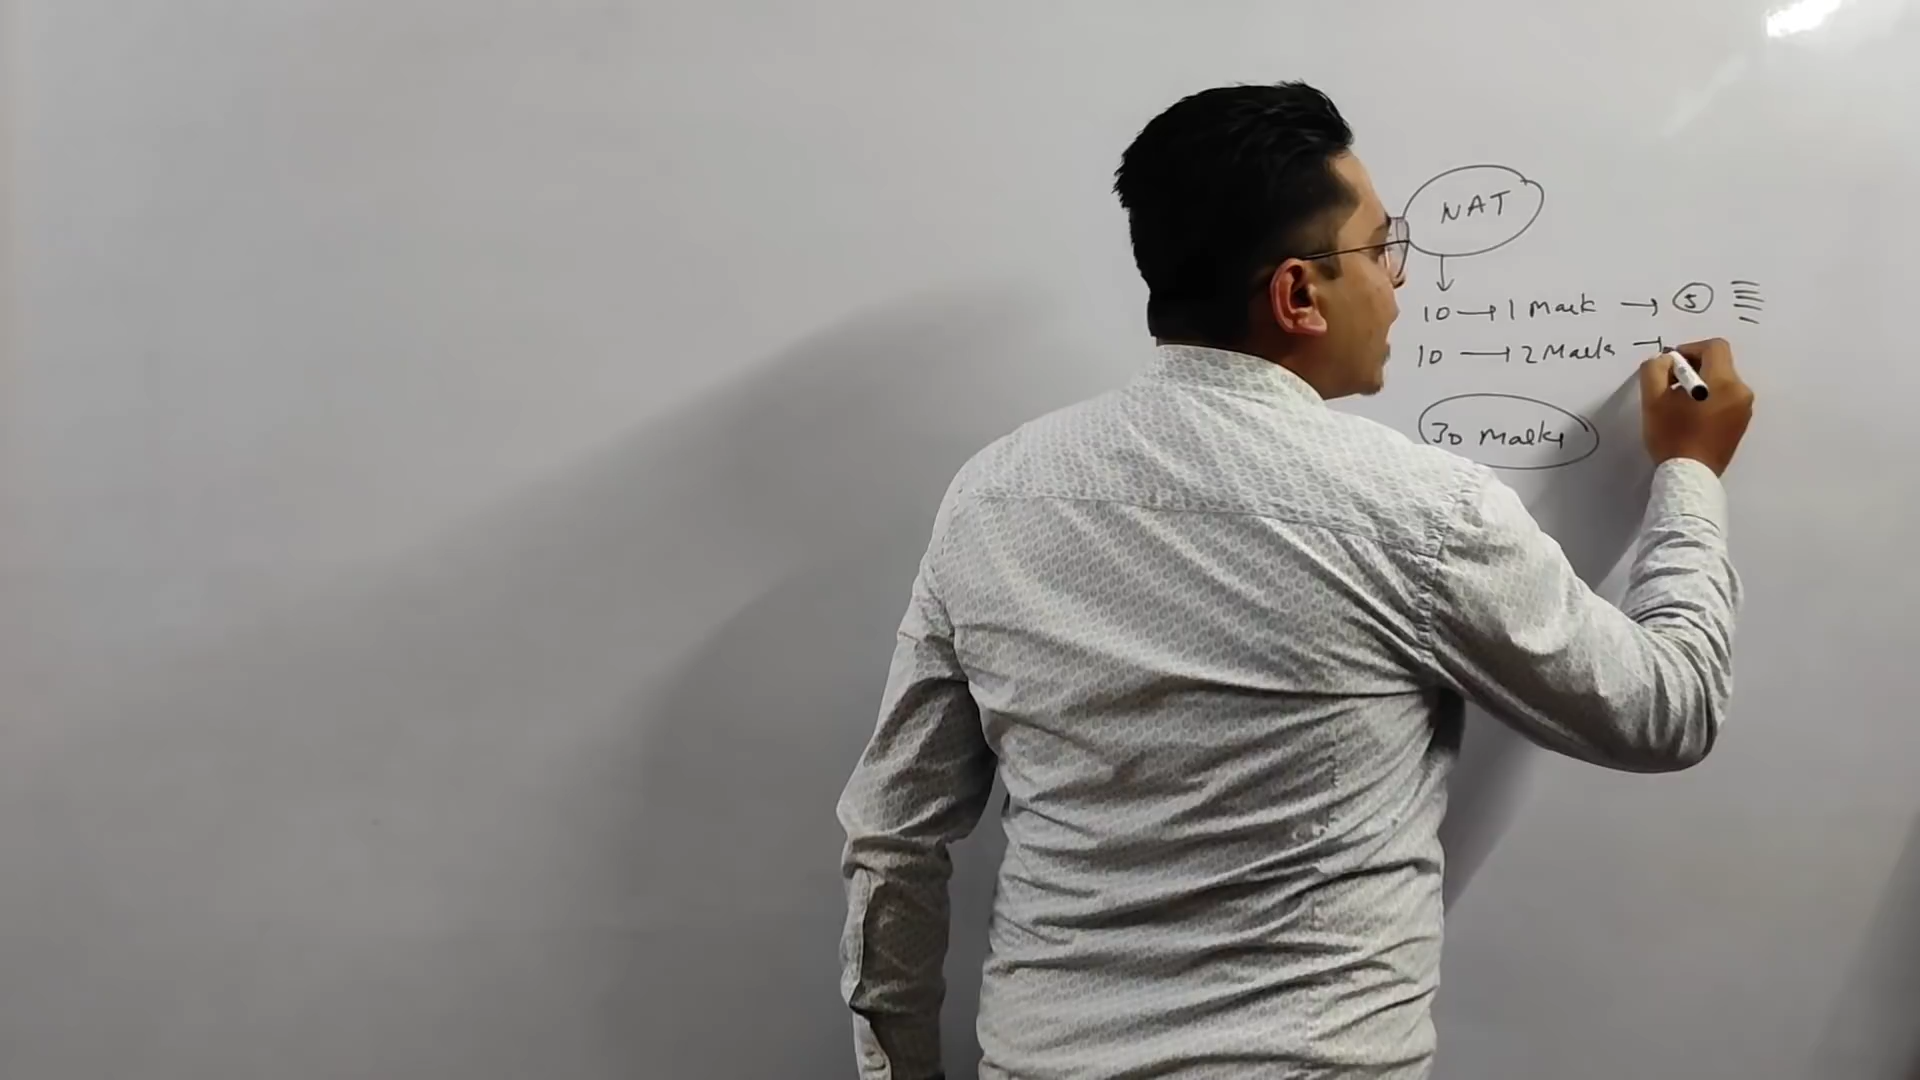 NAT
10 → 1 Mark → 5
10 → 2 Marks →
30 Marks